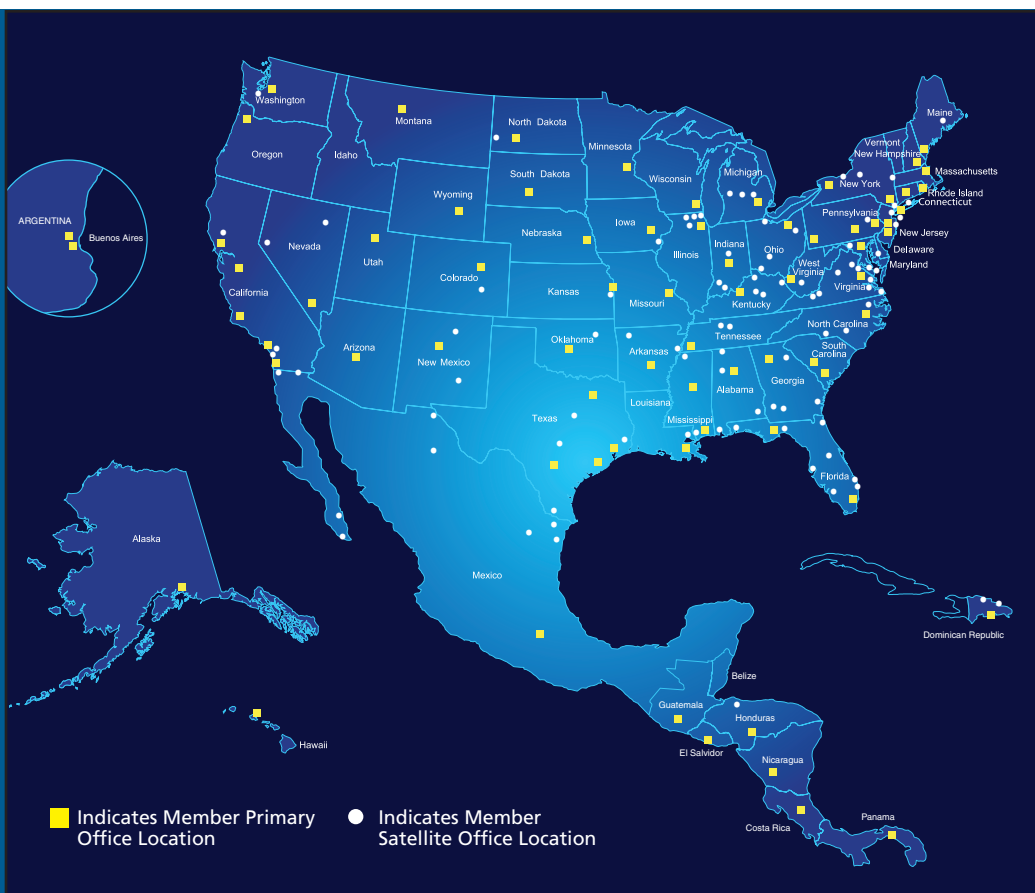 Washington
Montana
North Dakota
Minnesota
Maine
Vermont
New Hampshire
Oregon
Idaho
South Dakota
Wisconsin
Michigan
Massachusetts
New York
Rhode Island
Connecticut
Wyoming
ARGENTINA
Buenos Aires
Nebraska
Iowa
Pennsylvania
New Jersey
Nevada
Utah
Colorado
Illinois
Indiana
Ohio
West
Virginia
Delaware
Maryland
Virginia
California
Kansas
Missouri
Kentucky
North Carolina
Arizona
New Mexico
Oklahoma
Arkansas
Tennessee
South
Carolina
Georgia
Alabama
Louisiana
Mississippi
Texas
Florida
Alaska
Mexico
Dominican Republic
Belize
Guatemala
Honduras
Hawaii
El Salvidor
Nicaragua
Costa Rica
Panama
Indicates Member Primary
Office Location
Indicates Member
Satellite Office Location